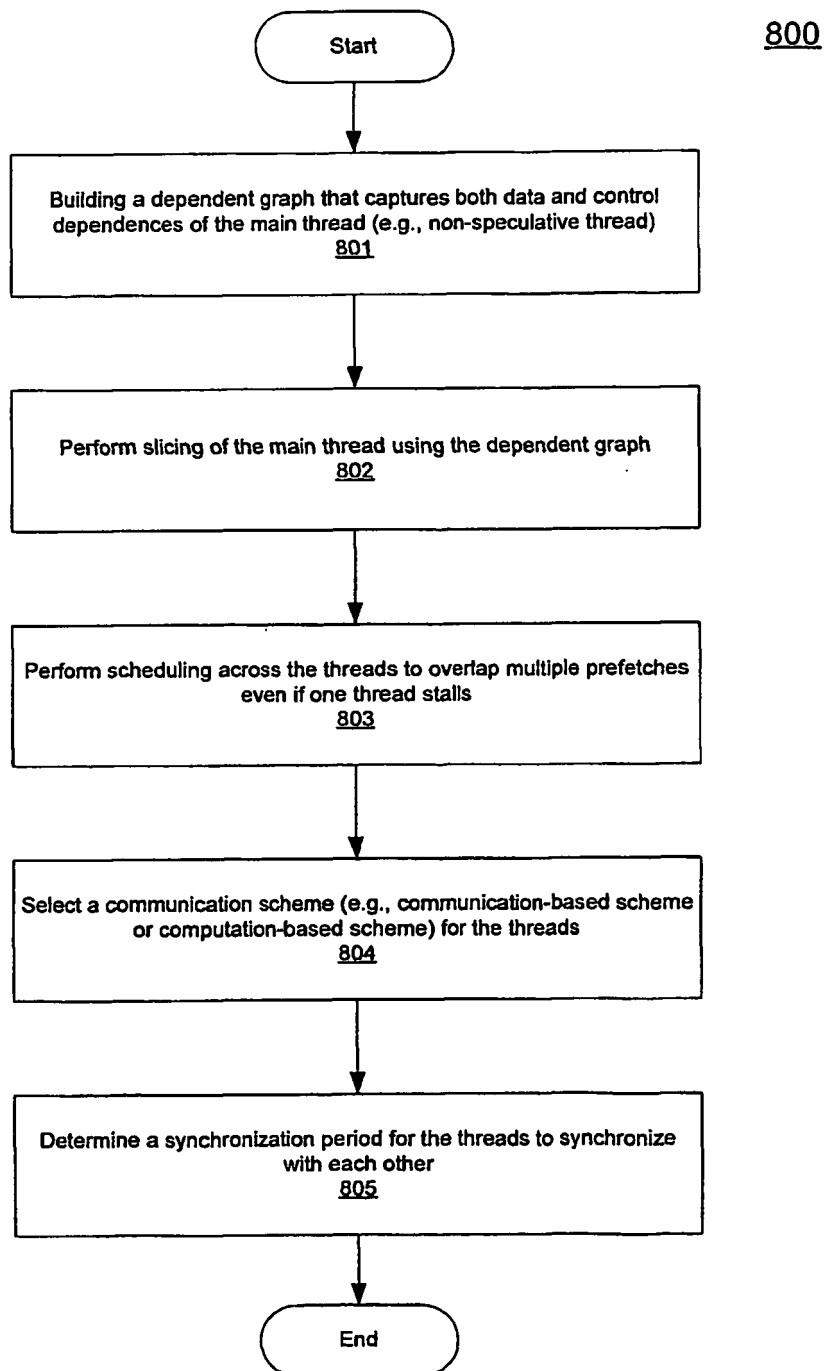 800
Start
Building a dependent graph that captures both data and control
dependences of the main thread (e.g., non-speculative thread)
801
Perform slicing of the main thread using the dependent graph
802
Perform scheduling across the threads to overlap multiple prefetches
even if one thread stalls
803
Select a communication scheme (e.g., communication-based scheme
or computation-based scheme) for the threads
804
Determine a synchronization period for the threads to synchronize
with each other
805
End